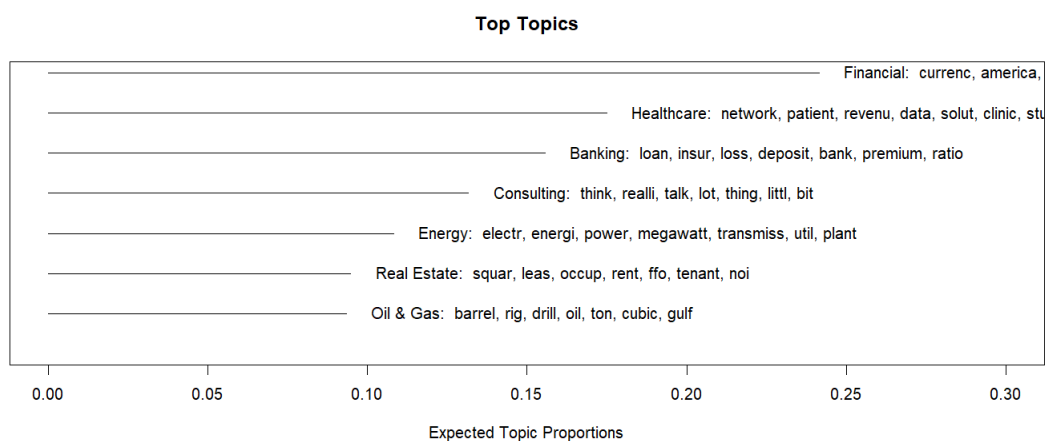 Top Topics
Financial: currenc, america,
Healthcare: network, patient, revenu, data, solut, clinic,
Banking: loan, insur, loss, deposit, bank, premium, ratio
Consulting: think, realli, talk, lot, thing, littl, bit
Energy: electr, energi, power, megawatt, transmiss, util, plant
Real Estate: squar, leas, occup, rent, ffo, tenant, noi
Oil & Gas: barrel, rig, drill, oil, ton, cubic, gulf
0.00 0.05 0.10 0.15 0.20 0.25 0.30
Expected Topic Proportions